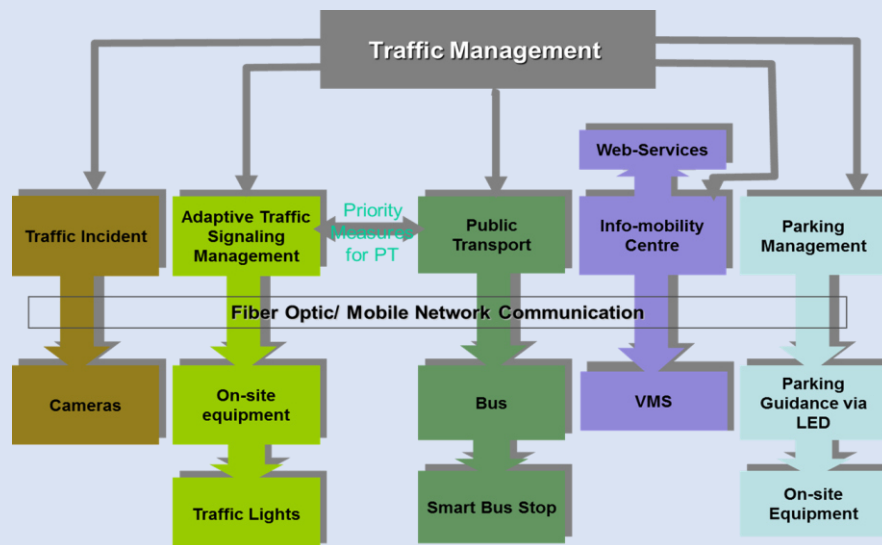 Traffic Management
Web-Services
Traffic Incident
Adaptive Traffic
Signaling
Management
Priority
Measures
for PT
Public
Transport
Info-mobility
Centre
Parking
Management
Fiber Optic/ Mobile Network Communication
Cameras
On-site
equipment
Bus
VMS
Parking
Guidance via
LED
Traffic Lights
Smart Bus Stop
On-site
Equipment